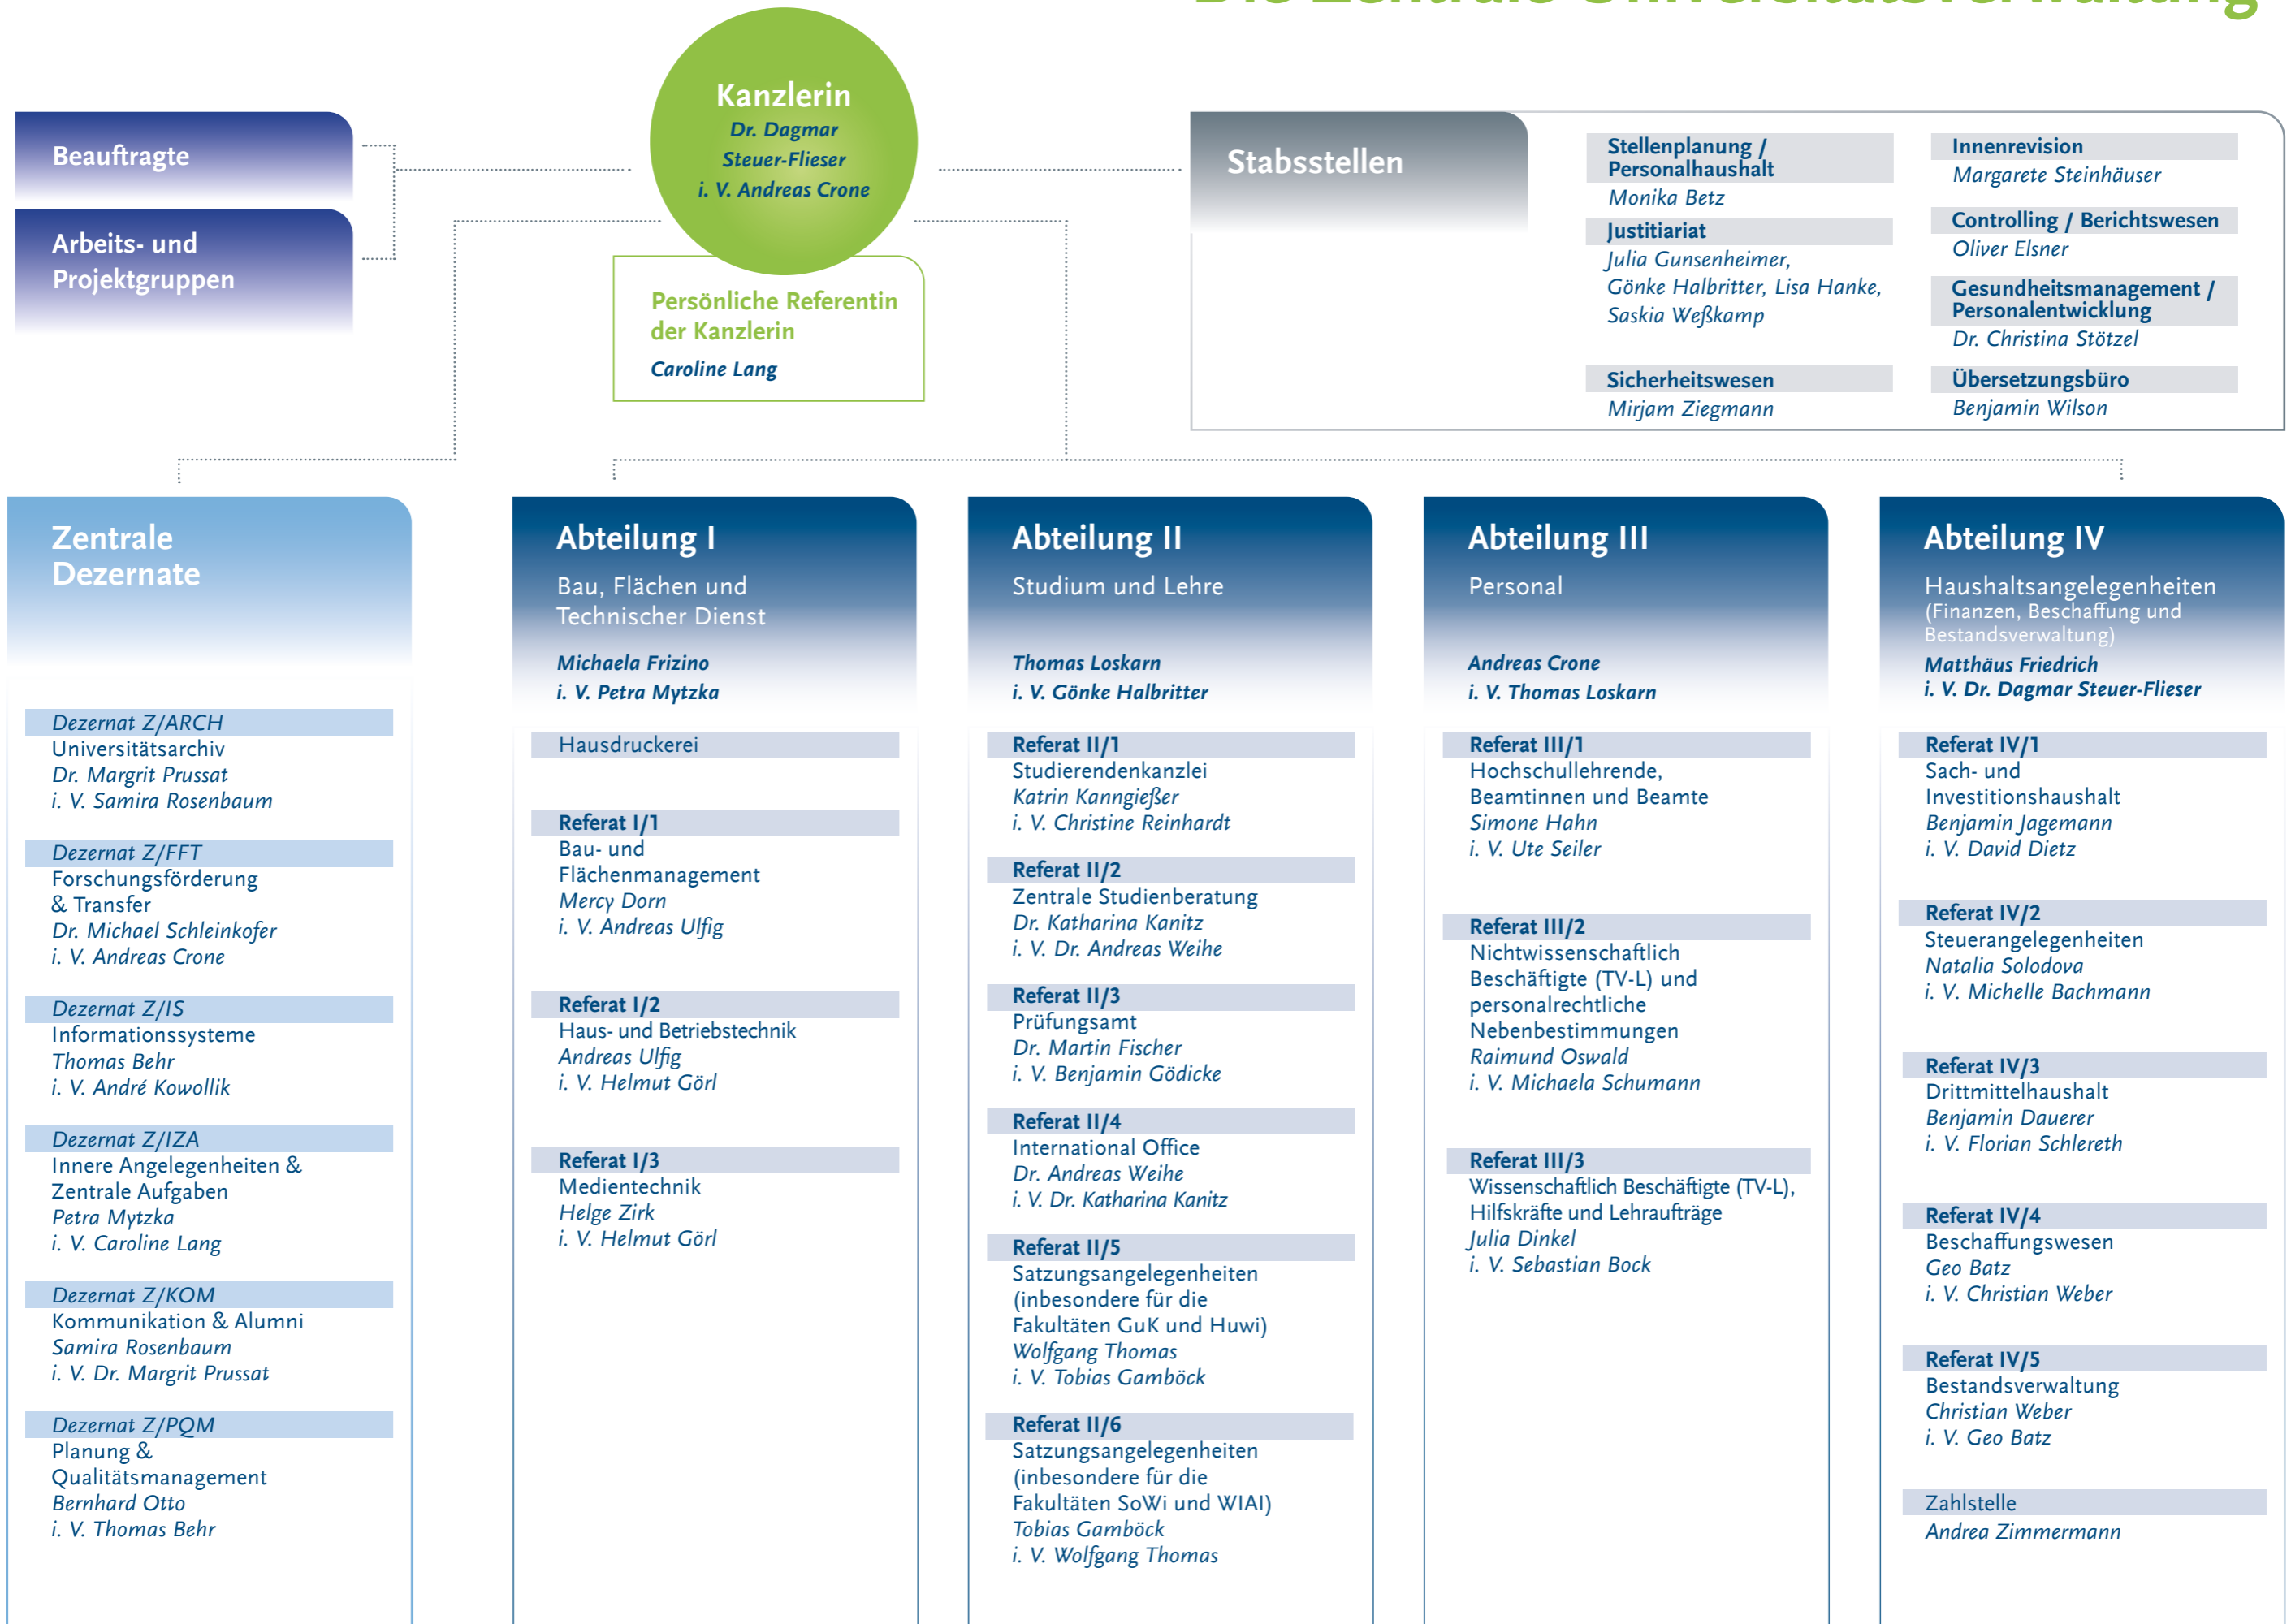 Die Zentrale Universitätsverwaltung
Kanzlerin
Dr. Dagmar
Steuer-Flieser
i. V. Andreas Crone
Persönliche Referentin
der Kanzlerin
Caroline Lang
Beauftragte
Arbeits- und
Projektgruppen
Stabsstellen
Stellenplanung /
Personalhaushalt
Monika Betz
Justitiariat
Julia Gunsenheimer,
Gönke Halbritter, Lisa Hanke,
Saskia Weßkamp
Sicherheitswesen
Mirjam Ziegmann
Innenrevision
Margarete Steinhäuser
Controlling / Berichtswesen
Oliver Elsner
Gesundheitsmanagement /
Personalentwicklung
Dr. Christina Stötzel
Übersetzungsbüro
Benjamin Wilson
Zentrale
Dezernate
Dezernat Z/ARCH
Universitätsarchiv
Dr. Margrit Prussat
i. V. Samira Rosenbaum
Dezernat Z/FFT
Forschungsförderung
& Transfer
Dr. Michael Schleinkofer
i. V. Andreas Crone
Dezernat Z/IS
Informationssysteme
Thomas Behr
i. V. André Kowollik
Dezernat Z/IZA
Innere Angelegenheiten &
Zentrale Aufgaben
Petra Mytzka
i. V. Caroline Lang
Dezernat Z/KOM
Kommunikation & Alumni
Samira Rosenbaum
i. V. Dr. Margrit Prussat
Dezernat Z/PQM
Planung &
Qualitätsmanagement
Bernhard Otto
i. V. Thomas Behr
Abteilung I
Bau, Flächen und
Technischer Dienst
Michaela Frizino
i. V. Petra Mytzka
Hausdruckerei
Referat I/1
Bau- und
Flächenmanagement
Mercy Dorn
i. V. Andreas Ulfig
Referat I/2
Haus- und Betriebstechnik
Andreas Ulfig
i. V. Helmut Görl
Referat I/3
Medientechnik
Helge Zirk
i. V. Helmut Görl
Abteilung II
Studium und Lehre
Thomas Loskarn
i. V. Gönke Halbritter
Referat II/1
Studierendenkanzlei
Katrin Kanngießer
i. V. Christine Reinhardt
Referat II/2
Zentrale Studienberatung
Dr. Katharina Kanitz
i. V. Dr. Andreas Weihe
Referat II/3
Prüfungsamt
Dr. Martin Fischer
i. V. Benjamin Gödicke
Referat II/4
International Office
Dr. Andreas Weihe
i. V. Dr. Katharina Kanitz
Referat II/5
Satzungsangelegenheiten
(inbesondere für die
Fakultäten GuK und Huwi)
Wolfgang Thomas
i. V. Tobias Gamböck
Referat II/6
Satzungsangelegenheiten
(inbesondere für die
Fakultäten SoWi und WIAI)
Tobias Gamböck
i. V. Wolfgang Thomas
Abteilung III
Personal
Andreas Crone
i. V. Thomas Loskarn
Referat III/1
Hochschullehrende,
Beamtinnen und Beamte
Simone Hahn
i. V. Ute Seiler
Referat III/2
Nichtwissenschaftlich
Beschäftigte (TV-L) und
personalrechtliche
Nebenbestimmungen
Raimund Oswald
i. V. Michaela Schumann
Referat III/3
Wissenschaftlich Beschäftigte (TV-L),
Hilfskräfte und Lehraufträge
Julia Dinkel
i. V. Sebastian Bock
Abteilung IV
Haushaltsangelegenheiten
(Finanzen, Beschaffung und
Bestandsverwaltung)
Matthäus Friedrich
i. V. Dr. Dagmar Steuer-Flieser
Referat IV/1
Sach- und
Investitionshaushalt
Benjamin Jagemann
i. V. David Dietz
Referat IV/2
Steuerangelegenheiten
Natalia Solodova
i. V. Michelle Bachmann
Referat IV/3
Drittmittelhaushalt
Benjamin Dauerer
i. V. Florian Schlereth
Referat IV/4
Beschaffungswesen
Geo Batz
i. V. Christian Weber
Referat IV/5
Bestandsverwaltung
Christian Weber
i. V. Geo Batz
Zahlstelle
Andrea Zimmermann